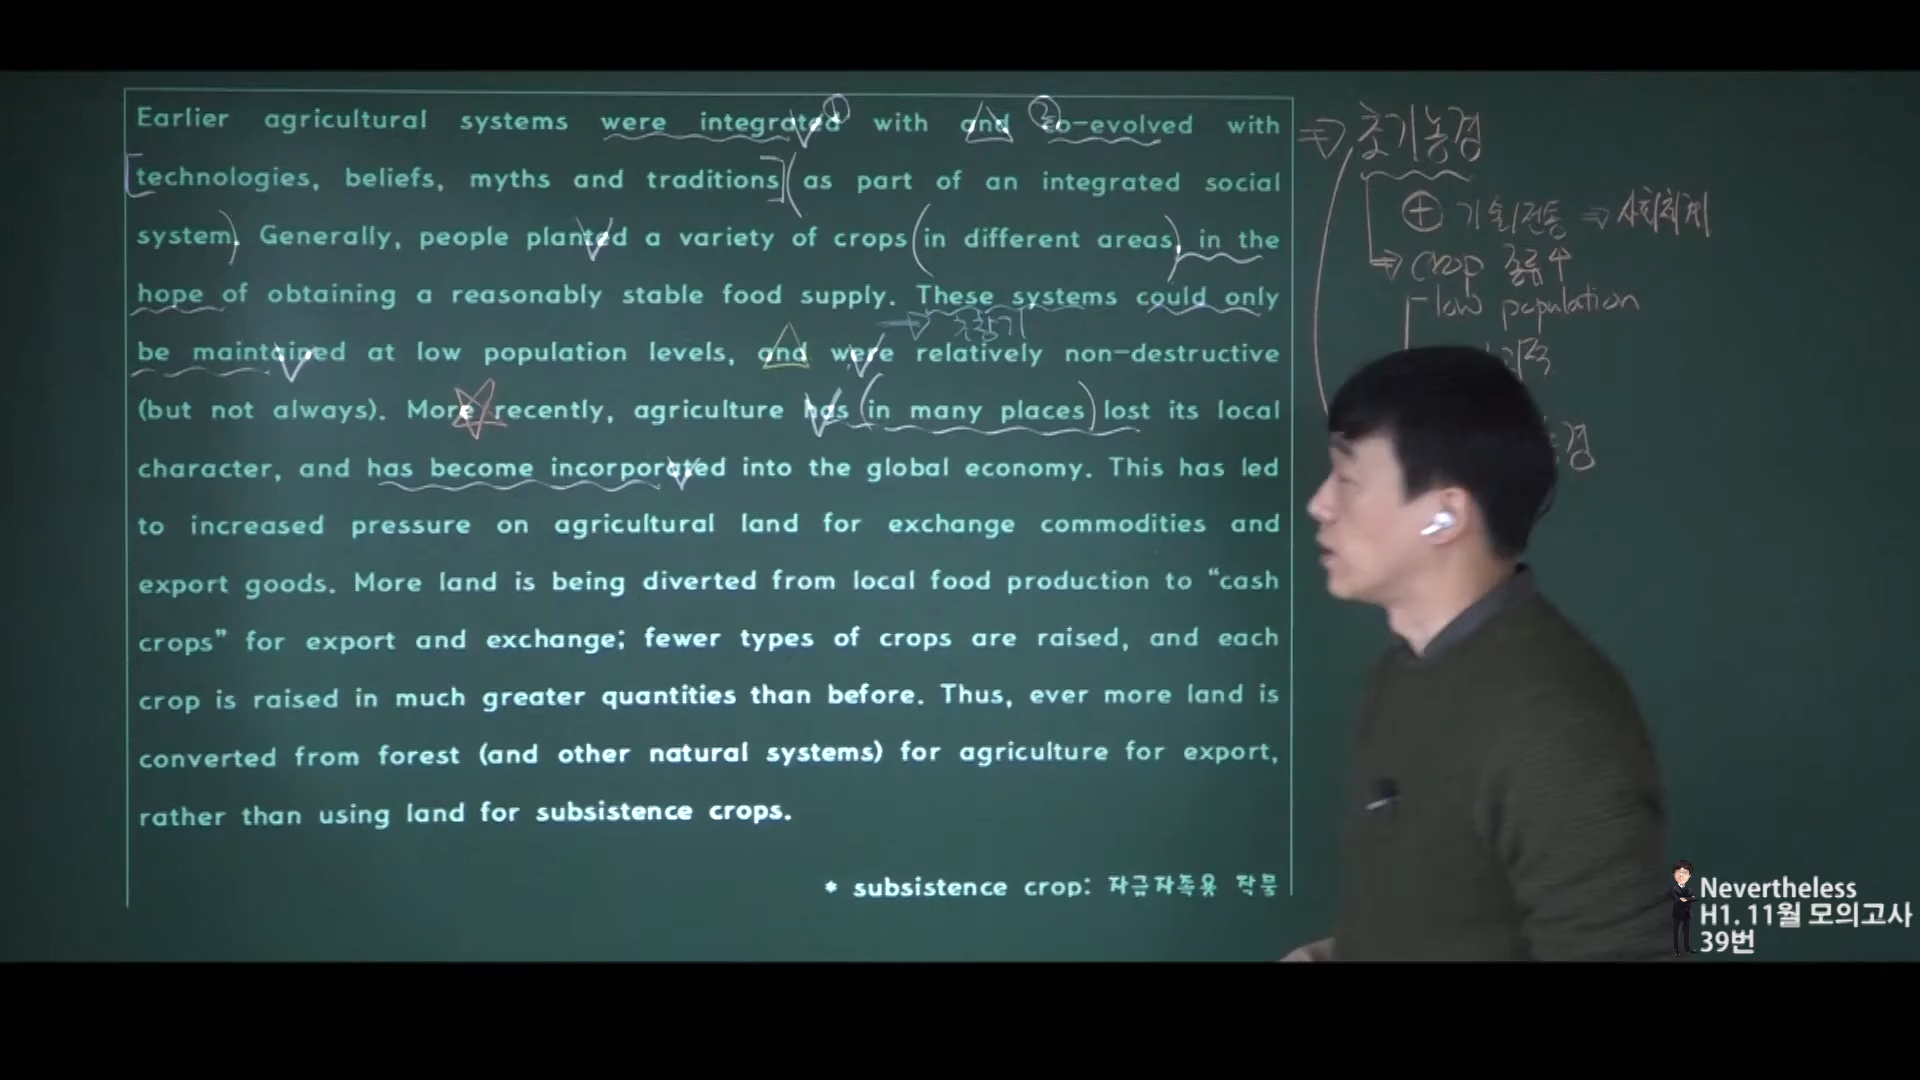 Earlier agricultural systems were integrated with and co-evolved with
technologies, beliefs, myths and traditions as part of an integrated social
system. Generally, people planted a variety of crops in different areas, in the
hope of obtaining a reasonably stable food supply. These systems could only
be maintained at low population levels, and were relatively non-destructive
(but not always). More recently, agriculture has in many places lost its local
character, and has become incorporated into the global economy. This has led
to increased pressure on agricultural land for exchange commodities and
export goods. More land is being diverted from local food production to “cash
crops” for export and exchange; fewer types of crops are raised, and each
crop is raised in much greater quantities than before. Thus, ever more land is
converted from forest (and other natural systems) for agriculture for export,
rather than using land for subsistence crops.
* subsistence crop: 자급자족용 작물
① ②
⇒ 초기농경
⊕ 기술/전통 ⇒ 사회체계
→ crop 종류↑
- low population
경
Nevertheless
H1. 11월 모의고사
39번